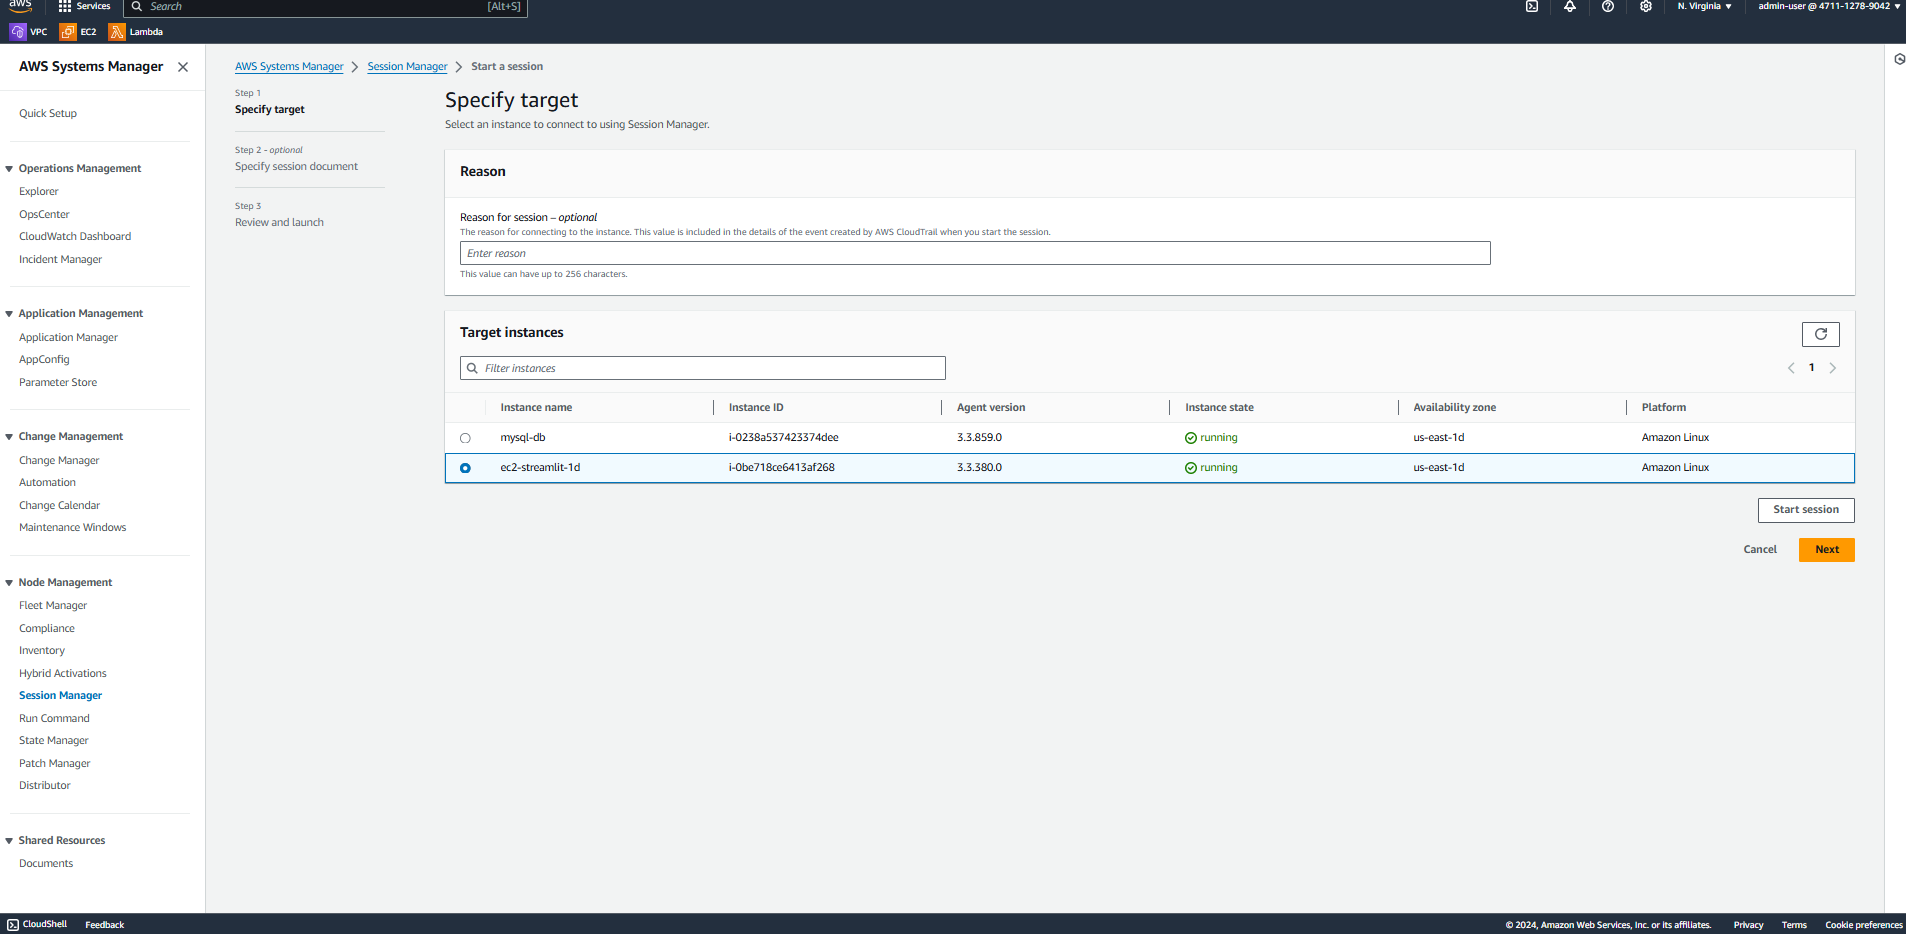 aws Services Search [Alt+S] N. Virginia ▼ admin-user @ 4711-1278-9042 ▼
VPC EC2 Lambda
AWS Systems Manager
Quick Setup
Operations Management
Explorer
OpsCenter
CloudWatch Dashboard
Incident Manager
Application Management
Application Manager
AppConfig
Parameter Store
Change Management
Change Manager
Automation
Change Calendar
Maintenance Windows
Node Management
Fleet Manager
Compliance
Inventory
Hybrid Activations
Session Manager
Run Command
State Manager
Patch Manager
Distributor
Shared Resources
Documents
AWS Systems Manager > Session Manager > Start a session
Step 1
Specify target
Step 2 - optional
Specify session document
Step 3
Review and launch
Specify target
Select an instance to connect to using Session Manager.
Reason
Reason for session – optional
The reason for connecting to the instance. This value is included in the details of the event created by AWS CloudTrail when you start the session.
Enter reason
This value can have up to 256 characters.
Target instances
Filter instances
1
Instance name Instance ID Agent version Instance state Availability zone Platform
mysql-db i-0238a537423374dee 3.3.859.0 running us-east-1d Amazon Linux
ec2-streamlit-1d i-0be718ce6413af268 3.3.380.0 running us-east-1d Amazon Linux
Start session
Cancel Next
CloudShell Feedback © 2024, Amazon Web Services, Inc. or its affiliates. Privacy Terms Cookie preferences